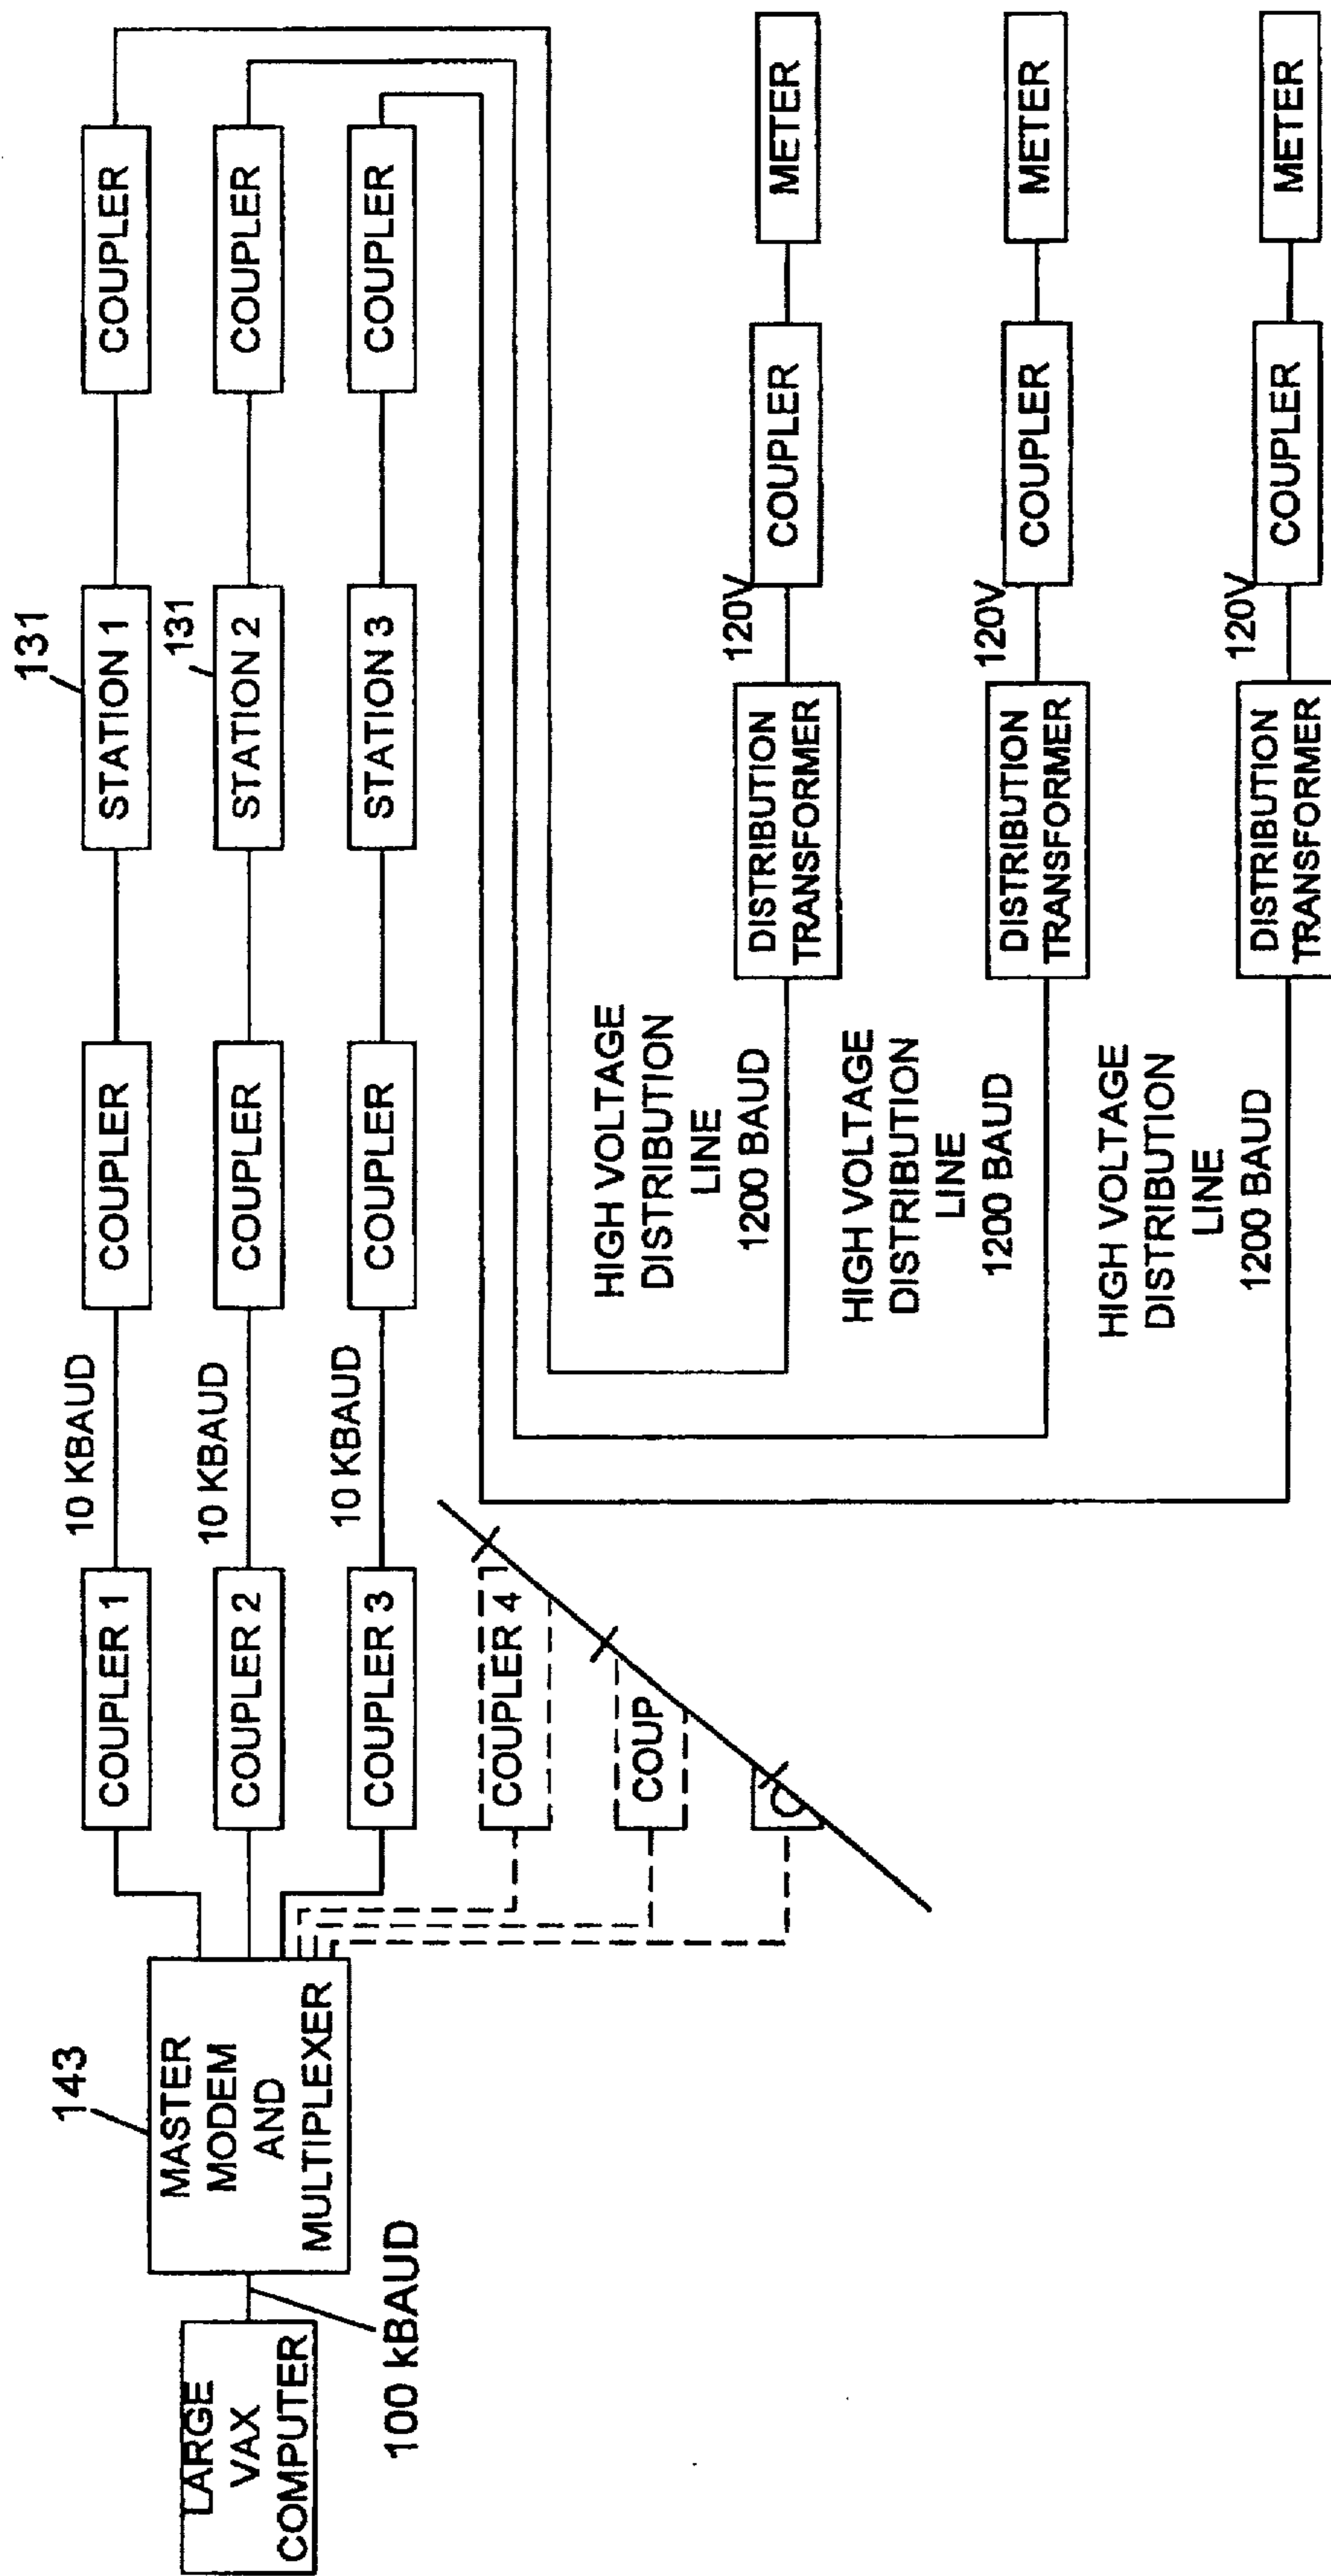 LARGE
VAX
COMPUTER
100 kBAUD
143
MASTER
MODEM
AND
MULTIPLEXER
COUPLER 1
10 KBAUD
COUPLER
131
STATION 1
COUPLER
COUPLER 2
10 KBAUD
COUPLER
131
STATION 2
COUPLER
COUPLER 3
10 KBAUD
COUPLER
STATION 3
COUPLER
COUPLER 4
COUP
C
HIGH VOLTAGE
DISTRIBUTION
LINE
1200 BAUD
DISTRIBUTION
TRANSFORMER
120V
COUPLER
METER
HIGH VOLTAGE
DISTRIBUTION
LINE
1200 BAUD
DISTRIBUTION
TRANSFORMER
120V
COUPLER
METER
HIGH VOLTAGE
DISTRIBUTION
LINE
1200 BAUD
DISTRIBUTION
TRANSFORMER
120V
COUPLER
METER